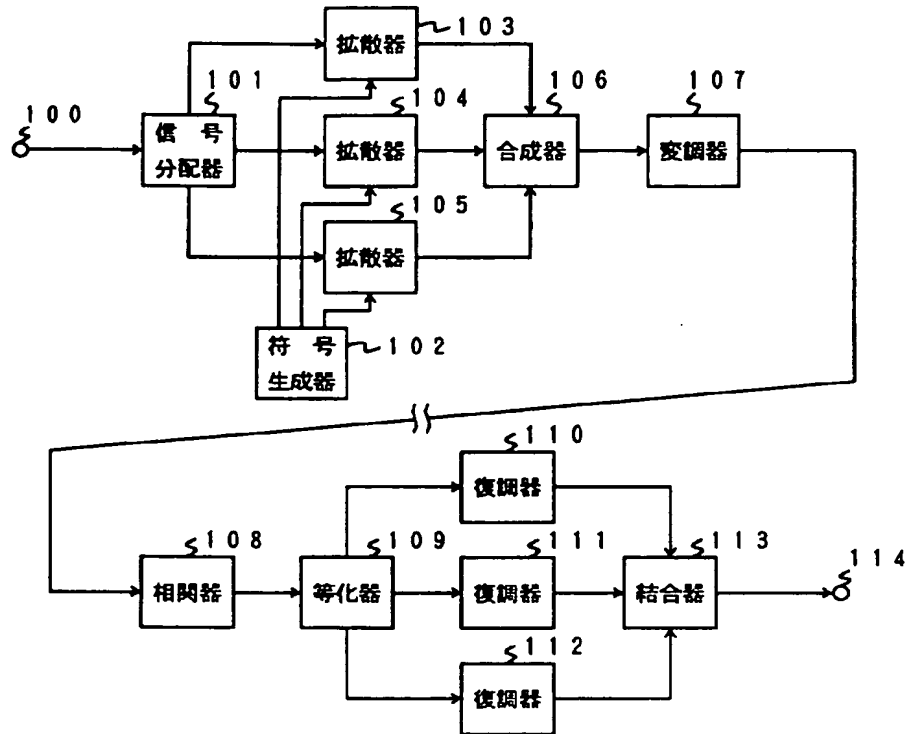 103
拡散器
101
106
107
100
104
信 号
分配器
拡散器
合成器
変調器
105
拡散器
符 号
生成器
102
110
復調器
108
109
111
113
114
相関器
等化器
復調器
結合器
112
復調器